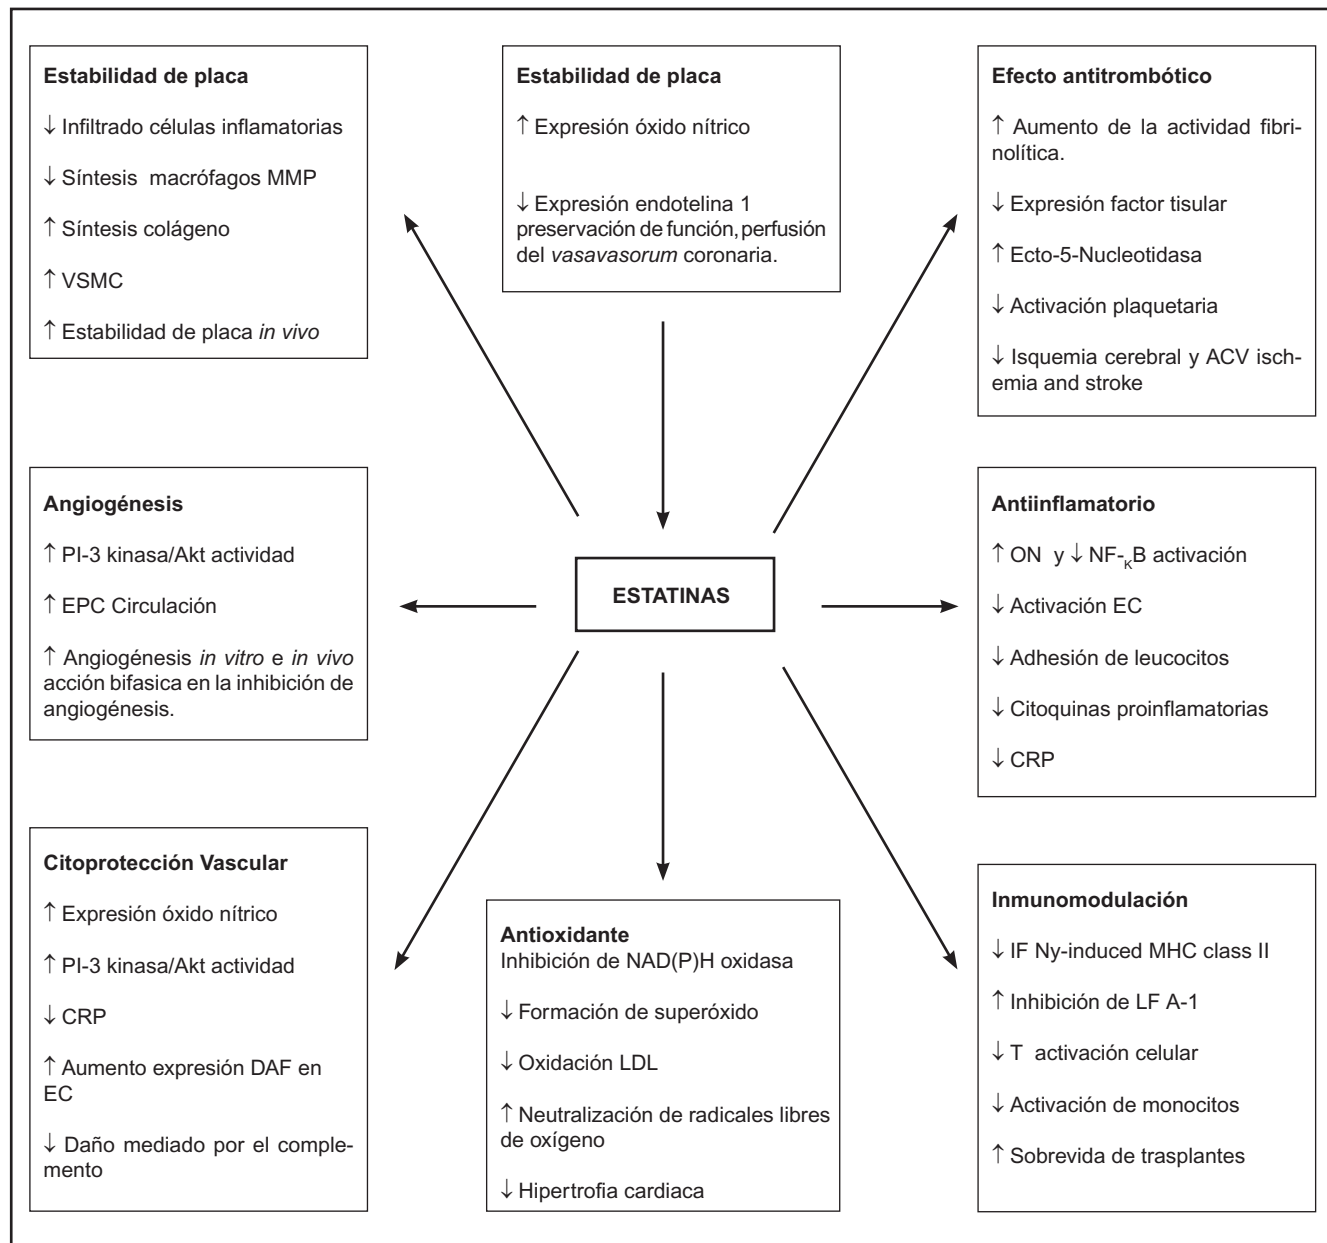 Estabilidad de placa
↓ Infiltrado células inflamatorias
↓ Síntesis macrófagos MMP
↑ Síntesis colágeno
↑ VSMC
↑ Estabilidad de placa in vivo
Estabilidad de placa
↑ Expresión óxido nítrico
↓ Expresión endotelina 1
preservación de función, perfusión
del vasavasorum coronaria.
Efecto antitrombótico
↑ Aumento de la actividad fibri-
nolítica.
↓ Expresión factor tisular
↑ Ecto-5-Nucleotidasa
↓ Activación plaquetaria
↓ Isquemia cerebral y ACV isch-
emia and stroke
Angiogénesis
↑ PI-3 kinasa/Akt actividad
↑ EPC Circulación
↑ Angiogénesis in vitro e in vivo
acción bifasica en la inhibición de
angiogénesis.
ESTATINAS
Antiinflamatorio
↑ ON y ↓ NF-κB activación
↓ Activación EC
↓ Adhesión de leucocitos
↓ Citoquinas proinflamatorias
↓ CRP
Citoprotección Vascular
↑ Expresión óxido nítrico
↑ PI-3 kinasa/Akt actividad
↓ CRP
↑ Aumento expresión DAF en
EC
↓ Daño mediado por el comple-
mento
Antioxidante
Inhibición de NAD(P)H oxidasa
↓ Formación de superóxido
↓ Oxidación LDL
↑ Neutralización de radicales libres
de oxígeno
↓ Hipertrofia cardiaca
Inmunomodulación
↓ IF Ny-induced MHC class II
↑ Inhibición de LF A-1
↓ T activación celular
↓ Activación de monocitos
↑ Sobrevida de trasplantes